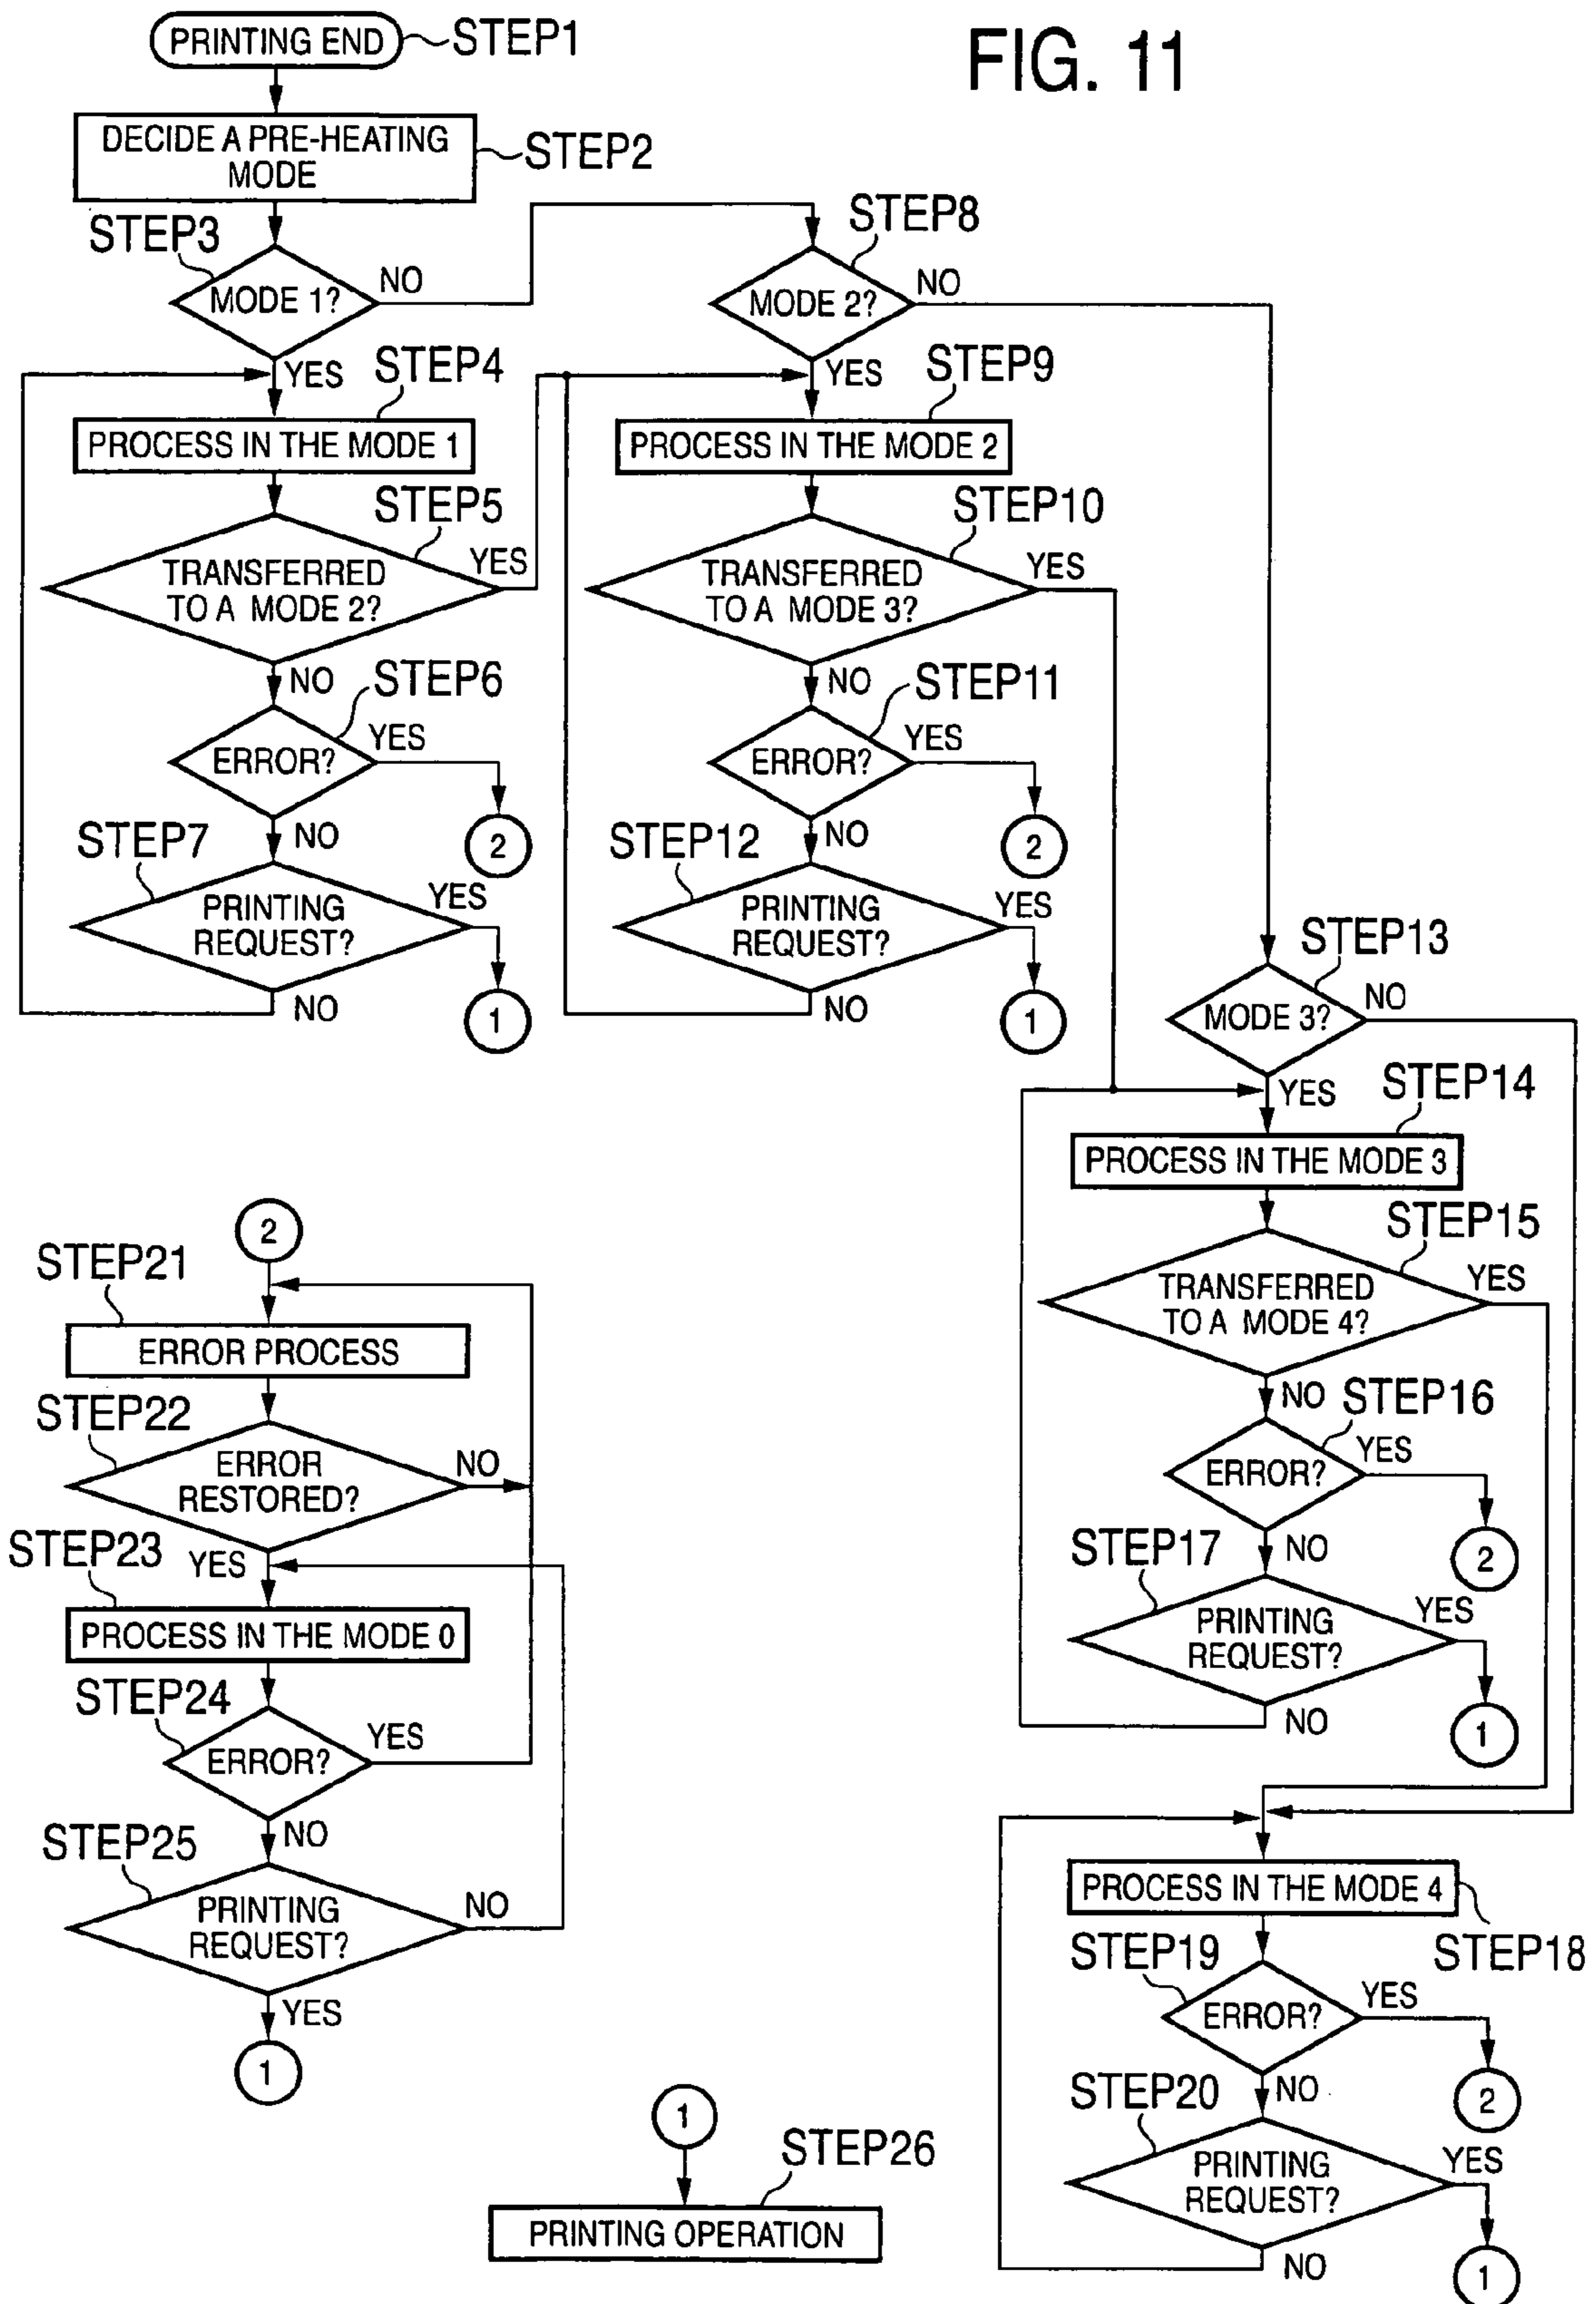 FIG. 11
PRINTING END
STEP1
DECIDE A PRE-HEATING
MODE
STEP2
STEP3
MODE 1?
NO
YES
STEP4
PROCESS IN THE MODE 1
STEP5
TRANSFERRED
TO A MODE 2?
YES
NO
STEP6
ERROR?
YES
2
NO
STEP7
PRINTING
REQUEST?
YES
1
NO
STEP8
MODE 2?
NO
YES
STEP9
PROCESS IN THE MODE 2
STEP10
TRANSFERRED
TO A MODE 3?
YES
NO
STEP11
ERROR?
YES
2
NO
STEP12
PRINTING
REQUEST?
YES
1
NO
STEP13
MODE 3?
NO
YES
STEP14
PROCESS IN THE MODE 3
STEP15
TRANSFERRED
TO A MODE 4?
YES
NO
STEP16
ERROR?
YES
2
NO
STEP17
PRINTING
REQUEST?
YES
1
NO
PROCESS IN THE MODE 4
STEP18
STEP19
ERROR?
YES
2
NO
STEP20
PRINTING
REQUEST?
YES
1
NO
2
STEP21
ERROR PROCESS
STEP22
ERROR
RESTORED?
NO
YES
STEP23
PROCESS IN THE MODE 0
STEP24
ERROR?
YES
NO
STEP25
PRINTING
REQUEST?
NO
YES
1
1
STEP26
PRINTING OPERATION